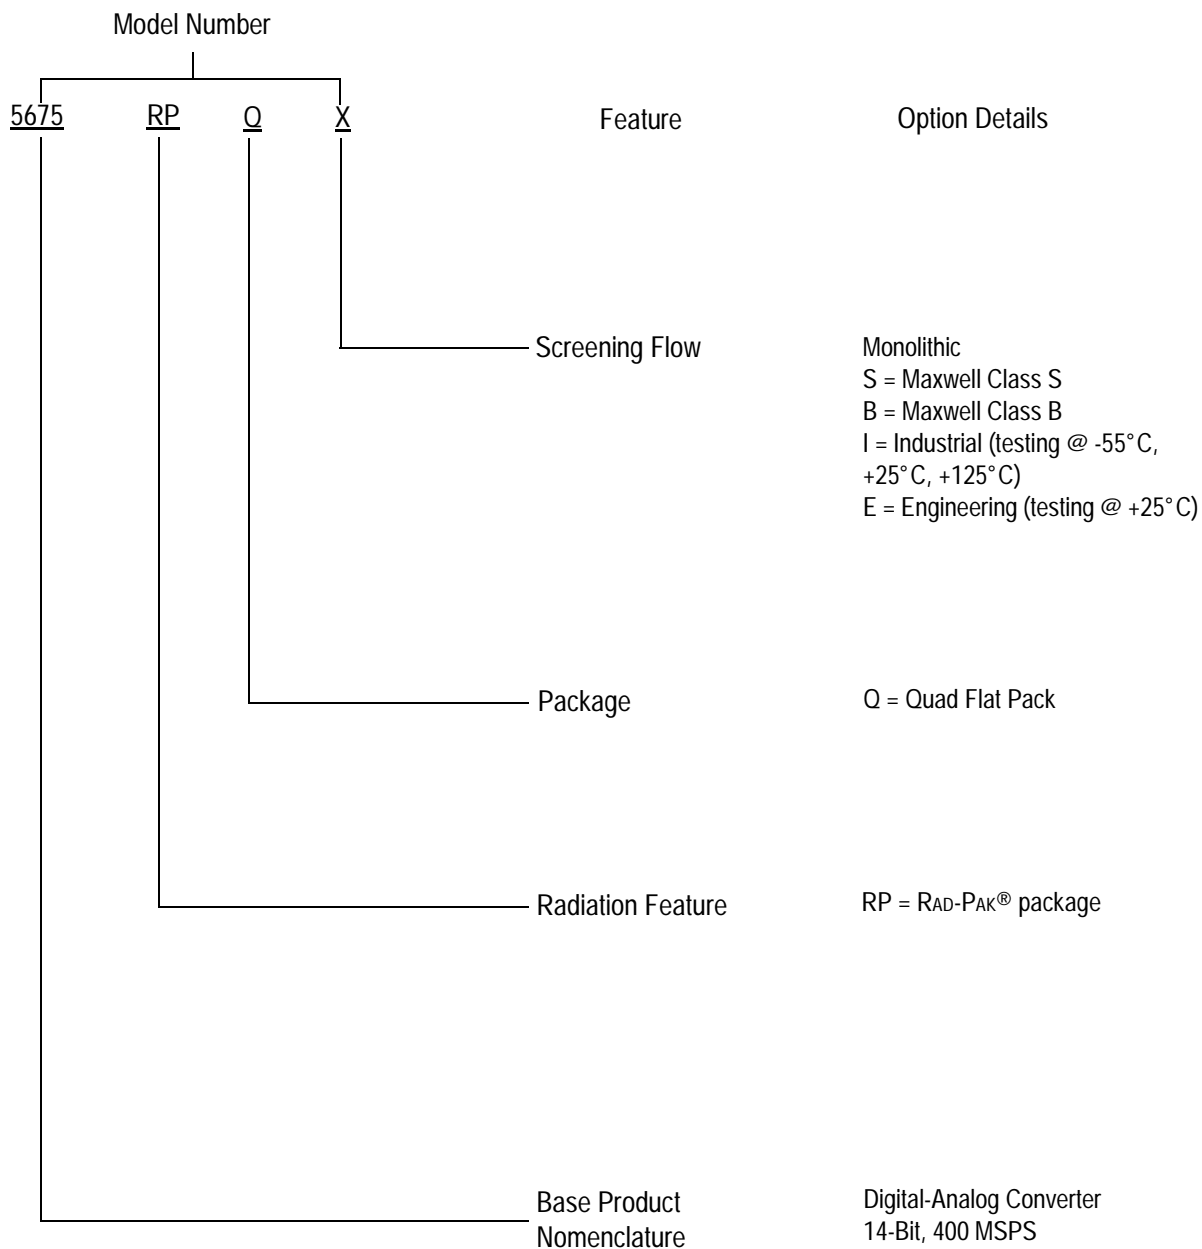 Model Number
5675 RP Q X Feature Option Details
Screening Flow
Monolithic
S = Maxwell Class S
B = Maxwell Class B
I = Industrial (testing @ -55°C,
+25°C, +125°C)
E = Engineering (testing @ +25°C)
Package
Q = Quad Flat Pack
Radiation Feature
RP = RAD-PAK® package
Base Product
Nomenclature
Digital-Analog Converter
14-Bit, 400 MSPS